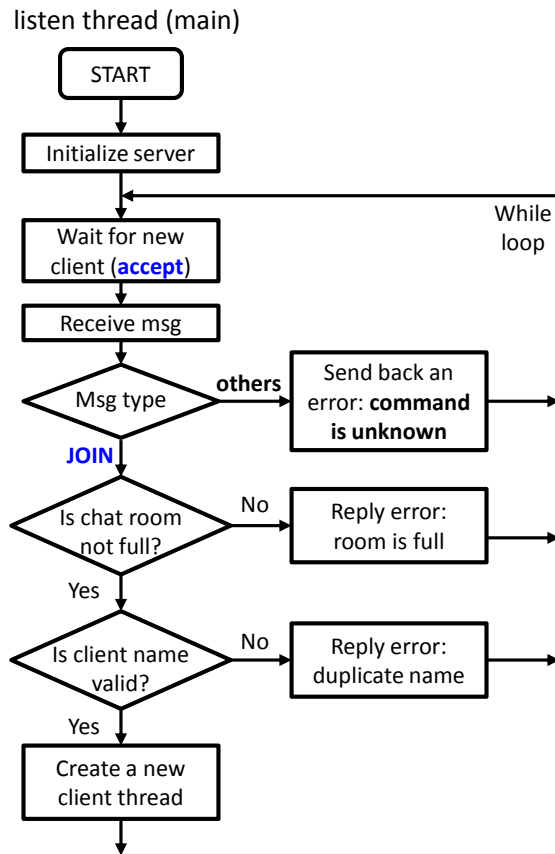 listen thread (main)
START
Initialize server
While
loop
Wait for new
client (accept)
Receive msg
Msg type
others
Send back an
error: command
is unknown
JOIN
Is chat room
not full?
No
Reply error:
room is full
Yes
Is client name
valid?
No
Reply error:
duplicate name
Yes
Create a new
client thread